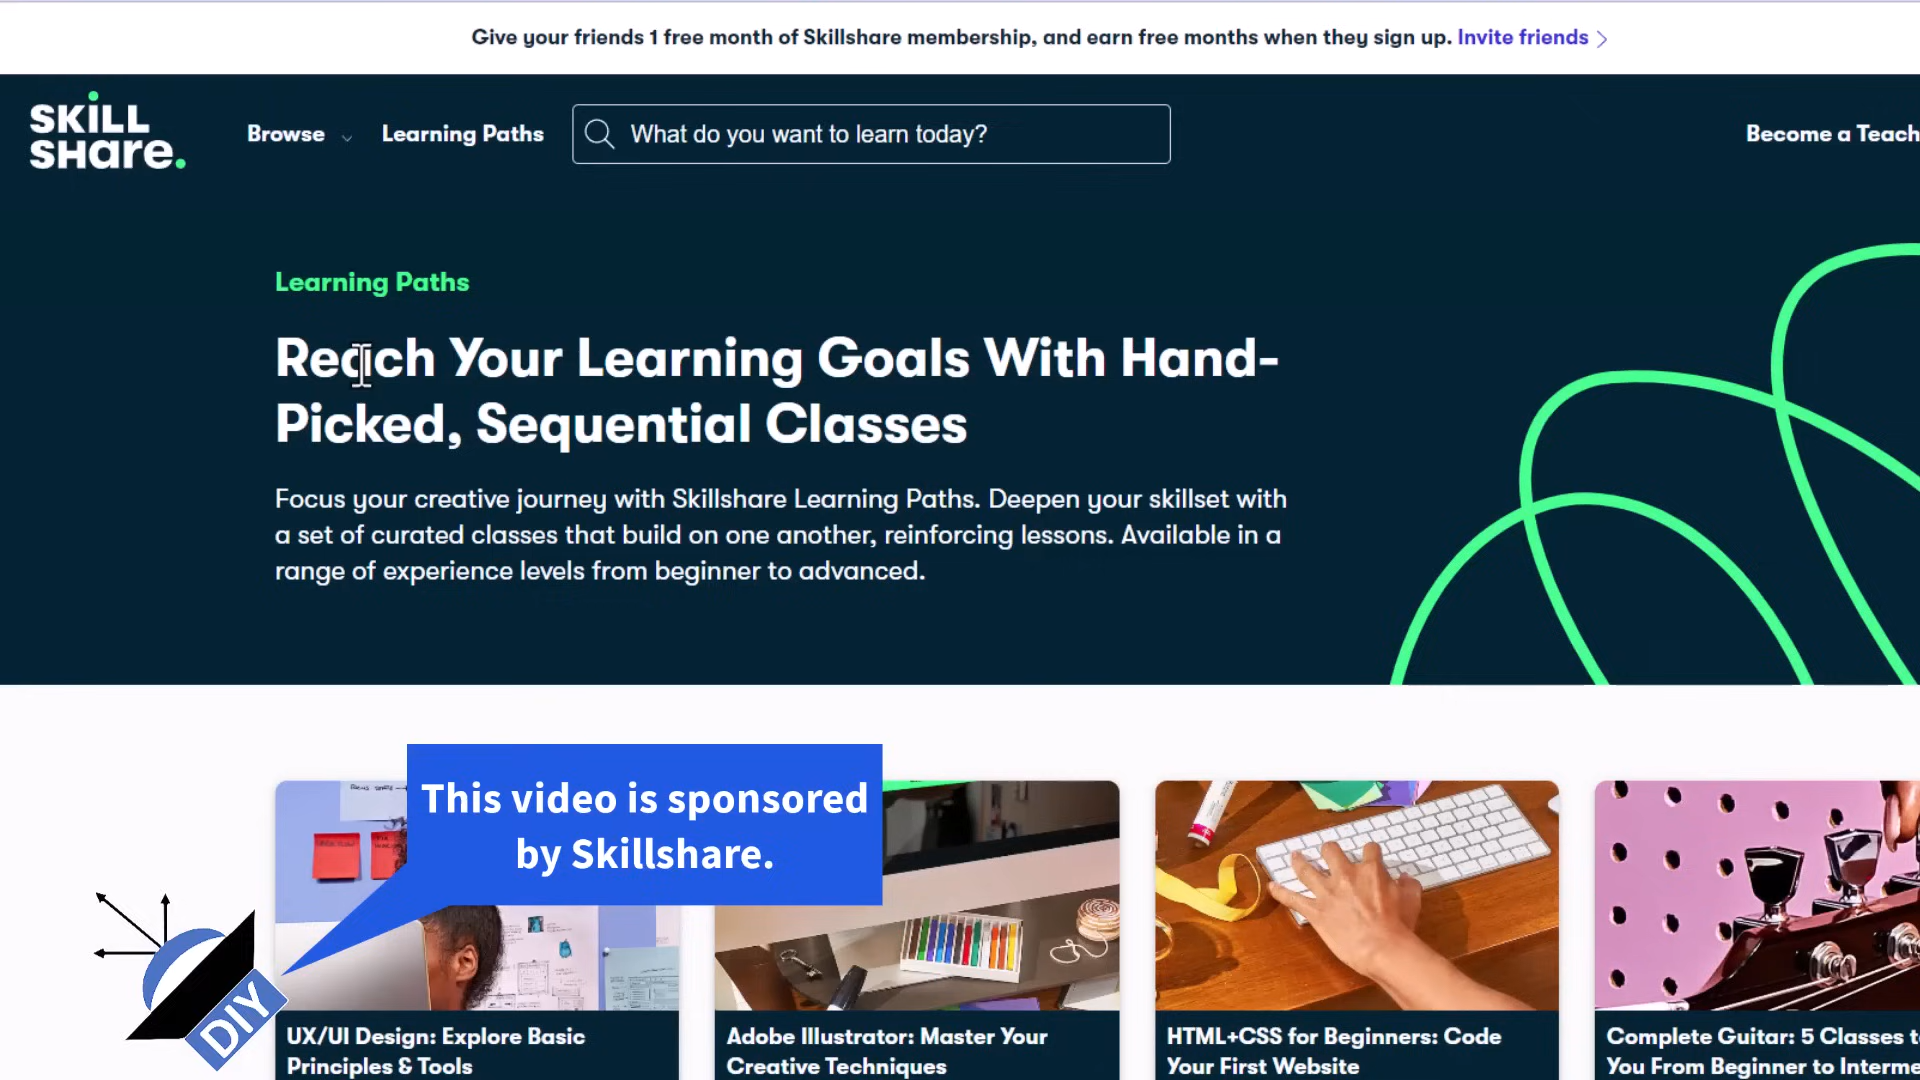 Give your friends 1 free month of Skillshare membership, and earn free months when they sign up. Invite friends
SKILL
SHare.
Browse
Learning Paths
What do you want to learn today?
Become a Teach
Learning Paths
Reach Your Learning Goals With Hand-
Picked, Sequential Classes
Focus your creative journey with Skillshare Learning Paths. Deepen your skillset with
a set of curated classes that build on one another, reinforcing lessons. Available in a
range of experience levels from beginner to advanced.
This video is sponsored
by Skillshare.
DIY
UX/UI Design: Explore Basic
Principles & Tools
Adobe Illustrator: Master Your
Creative Techniques
HTML+CSS for Beginners: Code
Your First Website
Complete Guitar: 5 Classes t
You From Beginner to Interme